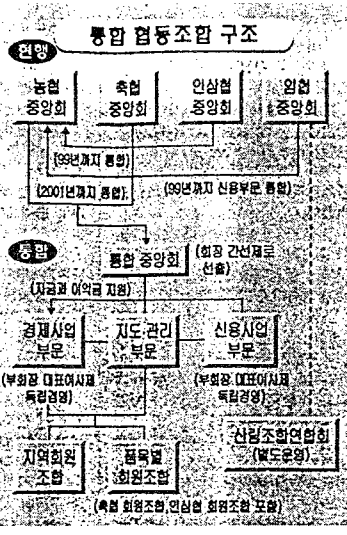 통합 협동조합 구조
현행
농협
중앙회
축협
중앙회
인삼협
중앙회
임협
중앙회
(99년까지 통합)
(2001년까지 통합)
(99년까지 신용부문 통합)
통합
통합 중앙회
(회장 간선제로
선출)
(자금과 이익금 지원)
경제사업
부문
지도·관리
부문
신용사업
부문
(부회장 대표이사제
독립경영)
(부회장 대표이사제
독립경영)
지역회원
조합
품목별
회원조합
산림조합연합회
(별도운영)
(축협 회원조합, 인삼협 회원조합 포함)